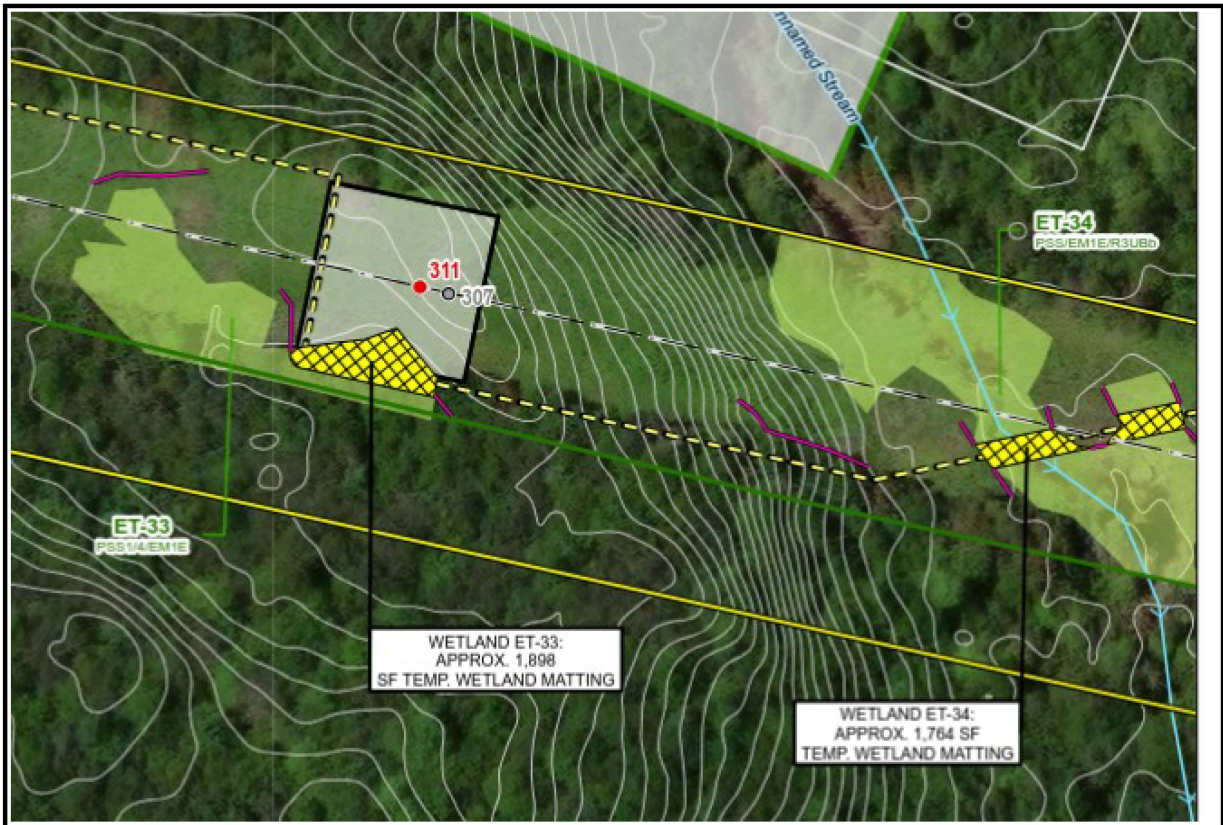 nnamed Stream
ET-34
PSS/EM1E/R3UBb
311
307
ET-33
PSS1/4/EM1E
WETLAND ET-33:
APPROX. 1,898
SF TEMP. WETLAND MATTING
WETLAND ET-34:
APPROX. 1,764 SF
TEMP. WETLAND MATTING